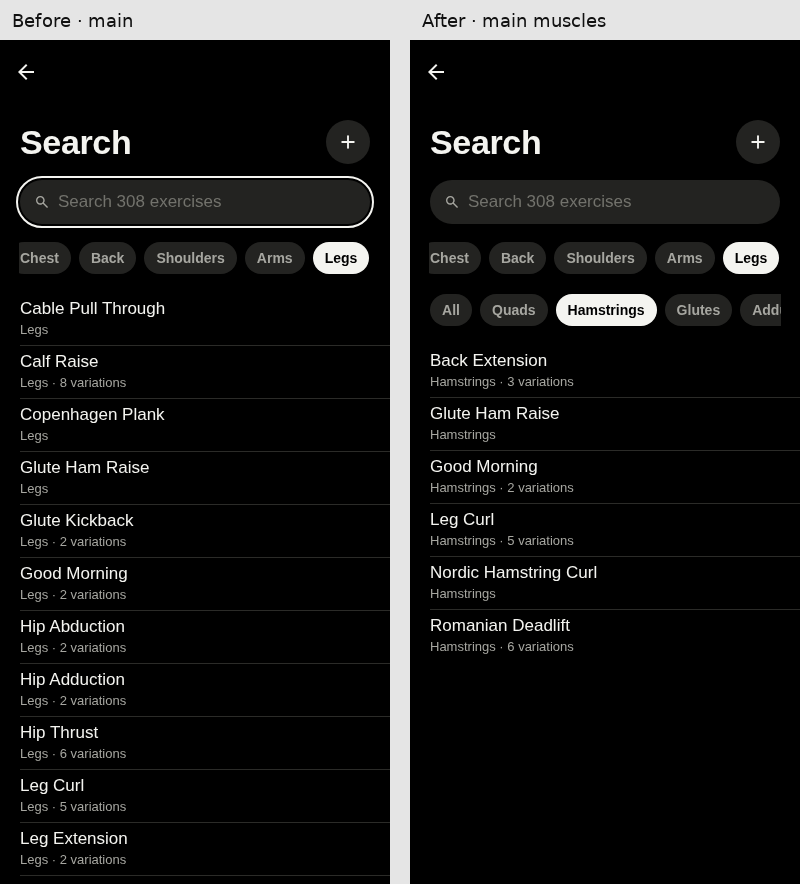 Before · main
Search
Search 308 exercises
Chest Back Shoulders Arms Legs
Cable Pull Through
Legs
Calf Raise
Legs · 8 variations
Copenhagen Plank
Legs
Glute Ham Raise
Legs
Glute Kickback
Legs · 2 variations
Good Morning
Legs · 2 variations
Hip Abduction
Legs · 2 variations
Hip Adduction
Legs · 2 variations
Hip Thrust
Legs · 6 variations
Leg Curl
Legs · 5 variations
Leg Extension
Legs · 2 variations
After · main muscles
Search
Search 308 exercises
Chest Back Shoulders Arms Legs
All Quads Hamstrings Glutes
Back Extension
Hamstrings · 3 variations
Glute Ham Raise
Hamstrings
Good Morning
Hamstrings · 2 variations
Leg Curl
Hamstrings · 5 variations
Nordic Hamstring Curl
Hamstrings
Romanian Deadlift
Hamstrings · 6 variations